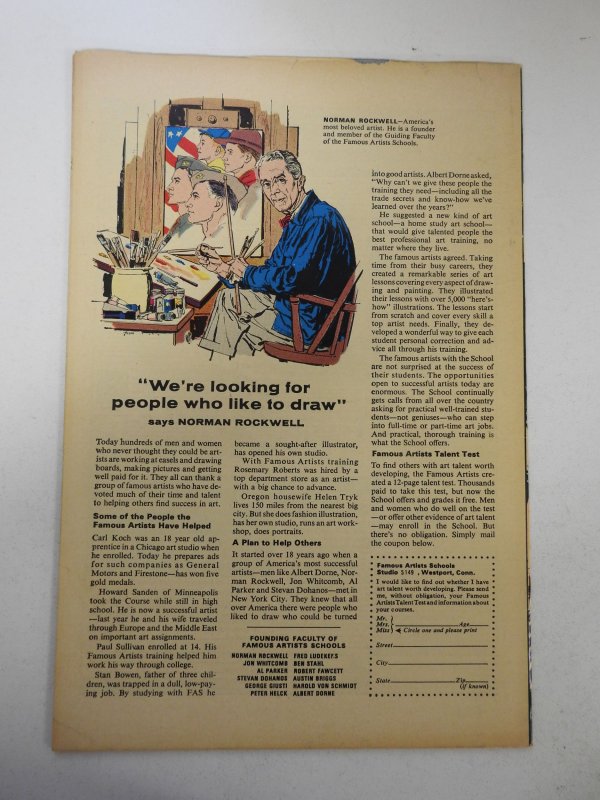 NORMAN ROCKWELL—America's
most beloved artist. He is a founder
and member of the Guiding Faculty
of the Famous Artists Schools.
"We're looking for
people who like to draw"
says NORMAN ROCKWELL
Today hundreds of men and women
who never thought they could be art-
ists are working at easels and drawing
boards, making pictures and getting
well paid for it. They all can thank a
group of famous artists who have de-
voted much of their time and talent
to helping others find success in art.
Some of the People the
Famous Artists Have Helped
Carl Koch was an 18 year old ap-
prentice in a Chicago art studio when
he enrolled. Today he prepares ads
for such companies as General
Motors and Firestone—has won five
gold medals.
Howard Sanden of Minneapolis
took the Course while still in high
school. He is now a successful artist
—last year he and his wife traveled
through Europe and the Middle East
on important art assignments.
Paul Sullivan enrolled at 14. His
Famous Artists training helped him
work his way through college.
Stan Bowen, father of three chil-
dren, was trapped in a dull, low-pay-
ing job. By studying with FAS he
became a sought-after illustrator,
has opened his own studio.
With Famous Artists training
Rosemary Roberts was hired by a
top department store as an artist—
with a big chance to advance.
Oregon housewife Helen Tryk
lives 150 miles from the nearest big
city. But she does fashion illustration,
has her own studio, runs an art work-
shop, does portraits.
A Plan to Help Others
It started over 18 years ago when a
group of America's most successful
artists—men like Albert Dorne, Nor-
man Rockwell, Jon Whitcomb, Al
Parker and Stevan Dohanos—met in
New York City. They knew that all
over America there were people who
liked to draw who could be turned
FOUNDING FACULTY OF
FAMOUS ARTISTS SCHOOLS
NORMAN ROCKWELL FRED LUDEKENS
JON WHITCOMB BEN STAHL
AL PARKER ROBERT FAWCETT
STEVAN DOHANOS AUSTIN BRIGGS
GEORGE GIUSTI HAROLD VON SCHMIDT
PETER HELCK ALBERT DORNE
into good artists. Albert Dorne asked,
"Why can't we give these people the
training they need—including all the
trade secrets and know-how we've
learned over the years?"
He suggested a new kind of art
school—a home study art school—
that would give talented people the
best professional art training, no
matter where they live.
The famous artists agreed. Taking
time from their busy careers, they
created a remarkable series of art
lessons covering every aspect of draw-
ing and painting. They illustrated
their lessons with over 5,000 "here's-
how" illustrations. The lessons start
from scratch and cover every skill a
top artist needs. Finally, they de-
veloped a wonderful way to give each
student personal correction and ad-
vice all through his training.
The famous artists with the School
are not surprised at the success of
their students. The opportunities
open to successful artists today are
enormous. The School continually
gets calls from all over the country
asking for practical well-trained stu-
dents—not geniuses—who can step
into full-time or part-time art jobs.
And practical, thorough training is
what the School offers.
Famous Artists Talent Test
To find others with art talent worth
developing, the Famous Artists cre-
ated a 12-page talent test. Thousands
paid to take this test, but now the
School offers and grades it free. Men
and women who do well on the test
—or offer other evidence of art talent
—may enroll in the School. But
there's no obligation. Simply mail
the coupon below.
Famous Artists Schools
Studio 5149, Westport, Conn.
I would like to find out whether I have
art talent worth developing. Please send
me, without obligation, your Famous
Artists Talent Test and information about
your courses.
Mr.
Mrs. Age
Miss Circle one and please print
Street
City
State Zip
(if known)